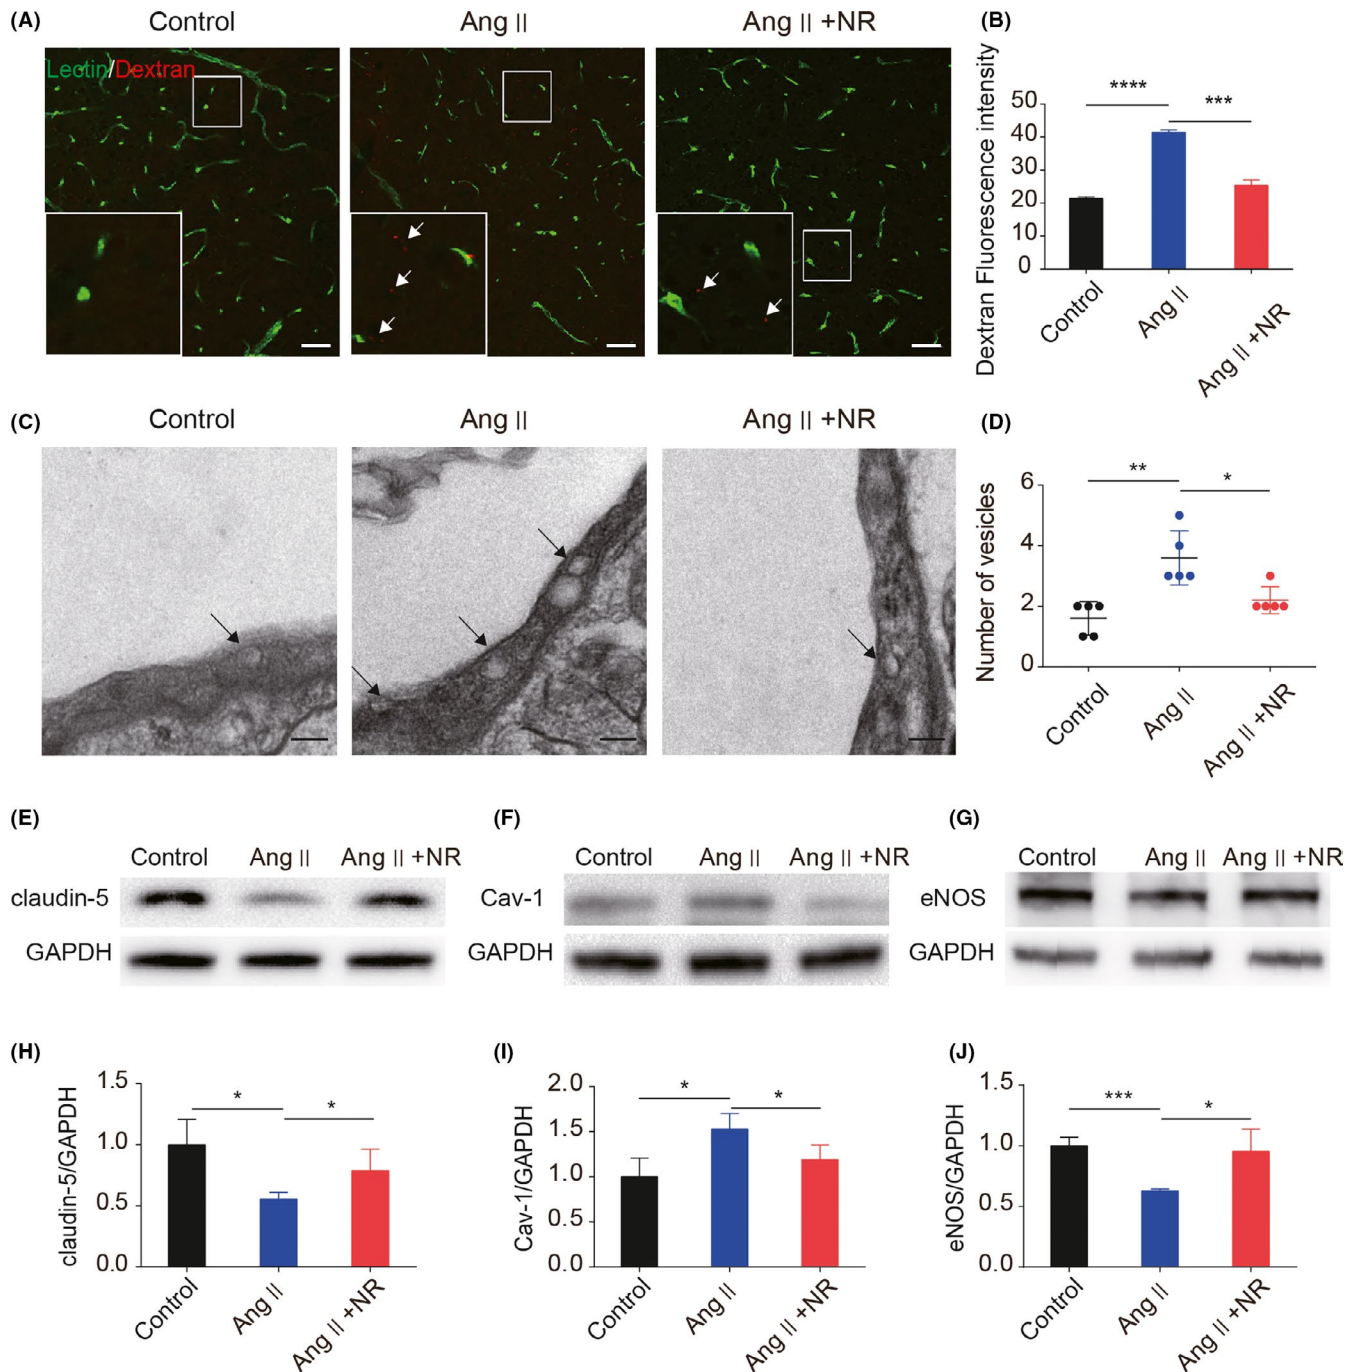 (A) Control Ang II Ang II +NR
Lectin/Dextran
(B)
Dextran Fluorescence intensity
50
40
30
20
10
0
**** ***
Control Ang II Ang II +NR
(C) Control Ang II Ang II +NR
(D)
Number of vesicles
6
4
2
0
** *
Control Ang II Ang II +NR
(E)
Control Ang II Ang II +NR
claudin-5
GAPDH
(F)
Control Ang II Ang II +NR
Cav-1
GAPDH
(G)
Control Ang II Ang II +NR
eNOS
GAPDH
(H)
claudin-5/GAPDH
1.5
1.0
0.5
0.0
* *
Control Ang II Ang II +NR
(I)
Cav-1/GAPDH
2.0
1.5
1.0
0.5
0.0
* *
Control Ang II Ang II +NR
(J)
eNOS/GAPDH
1.5
1.0
0.5
0.0
*** *
Control Ang II Ang II +NR